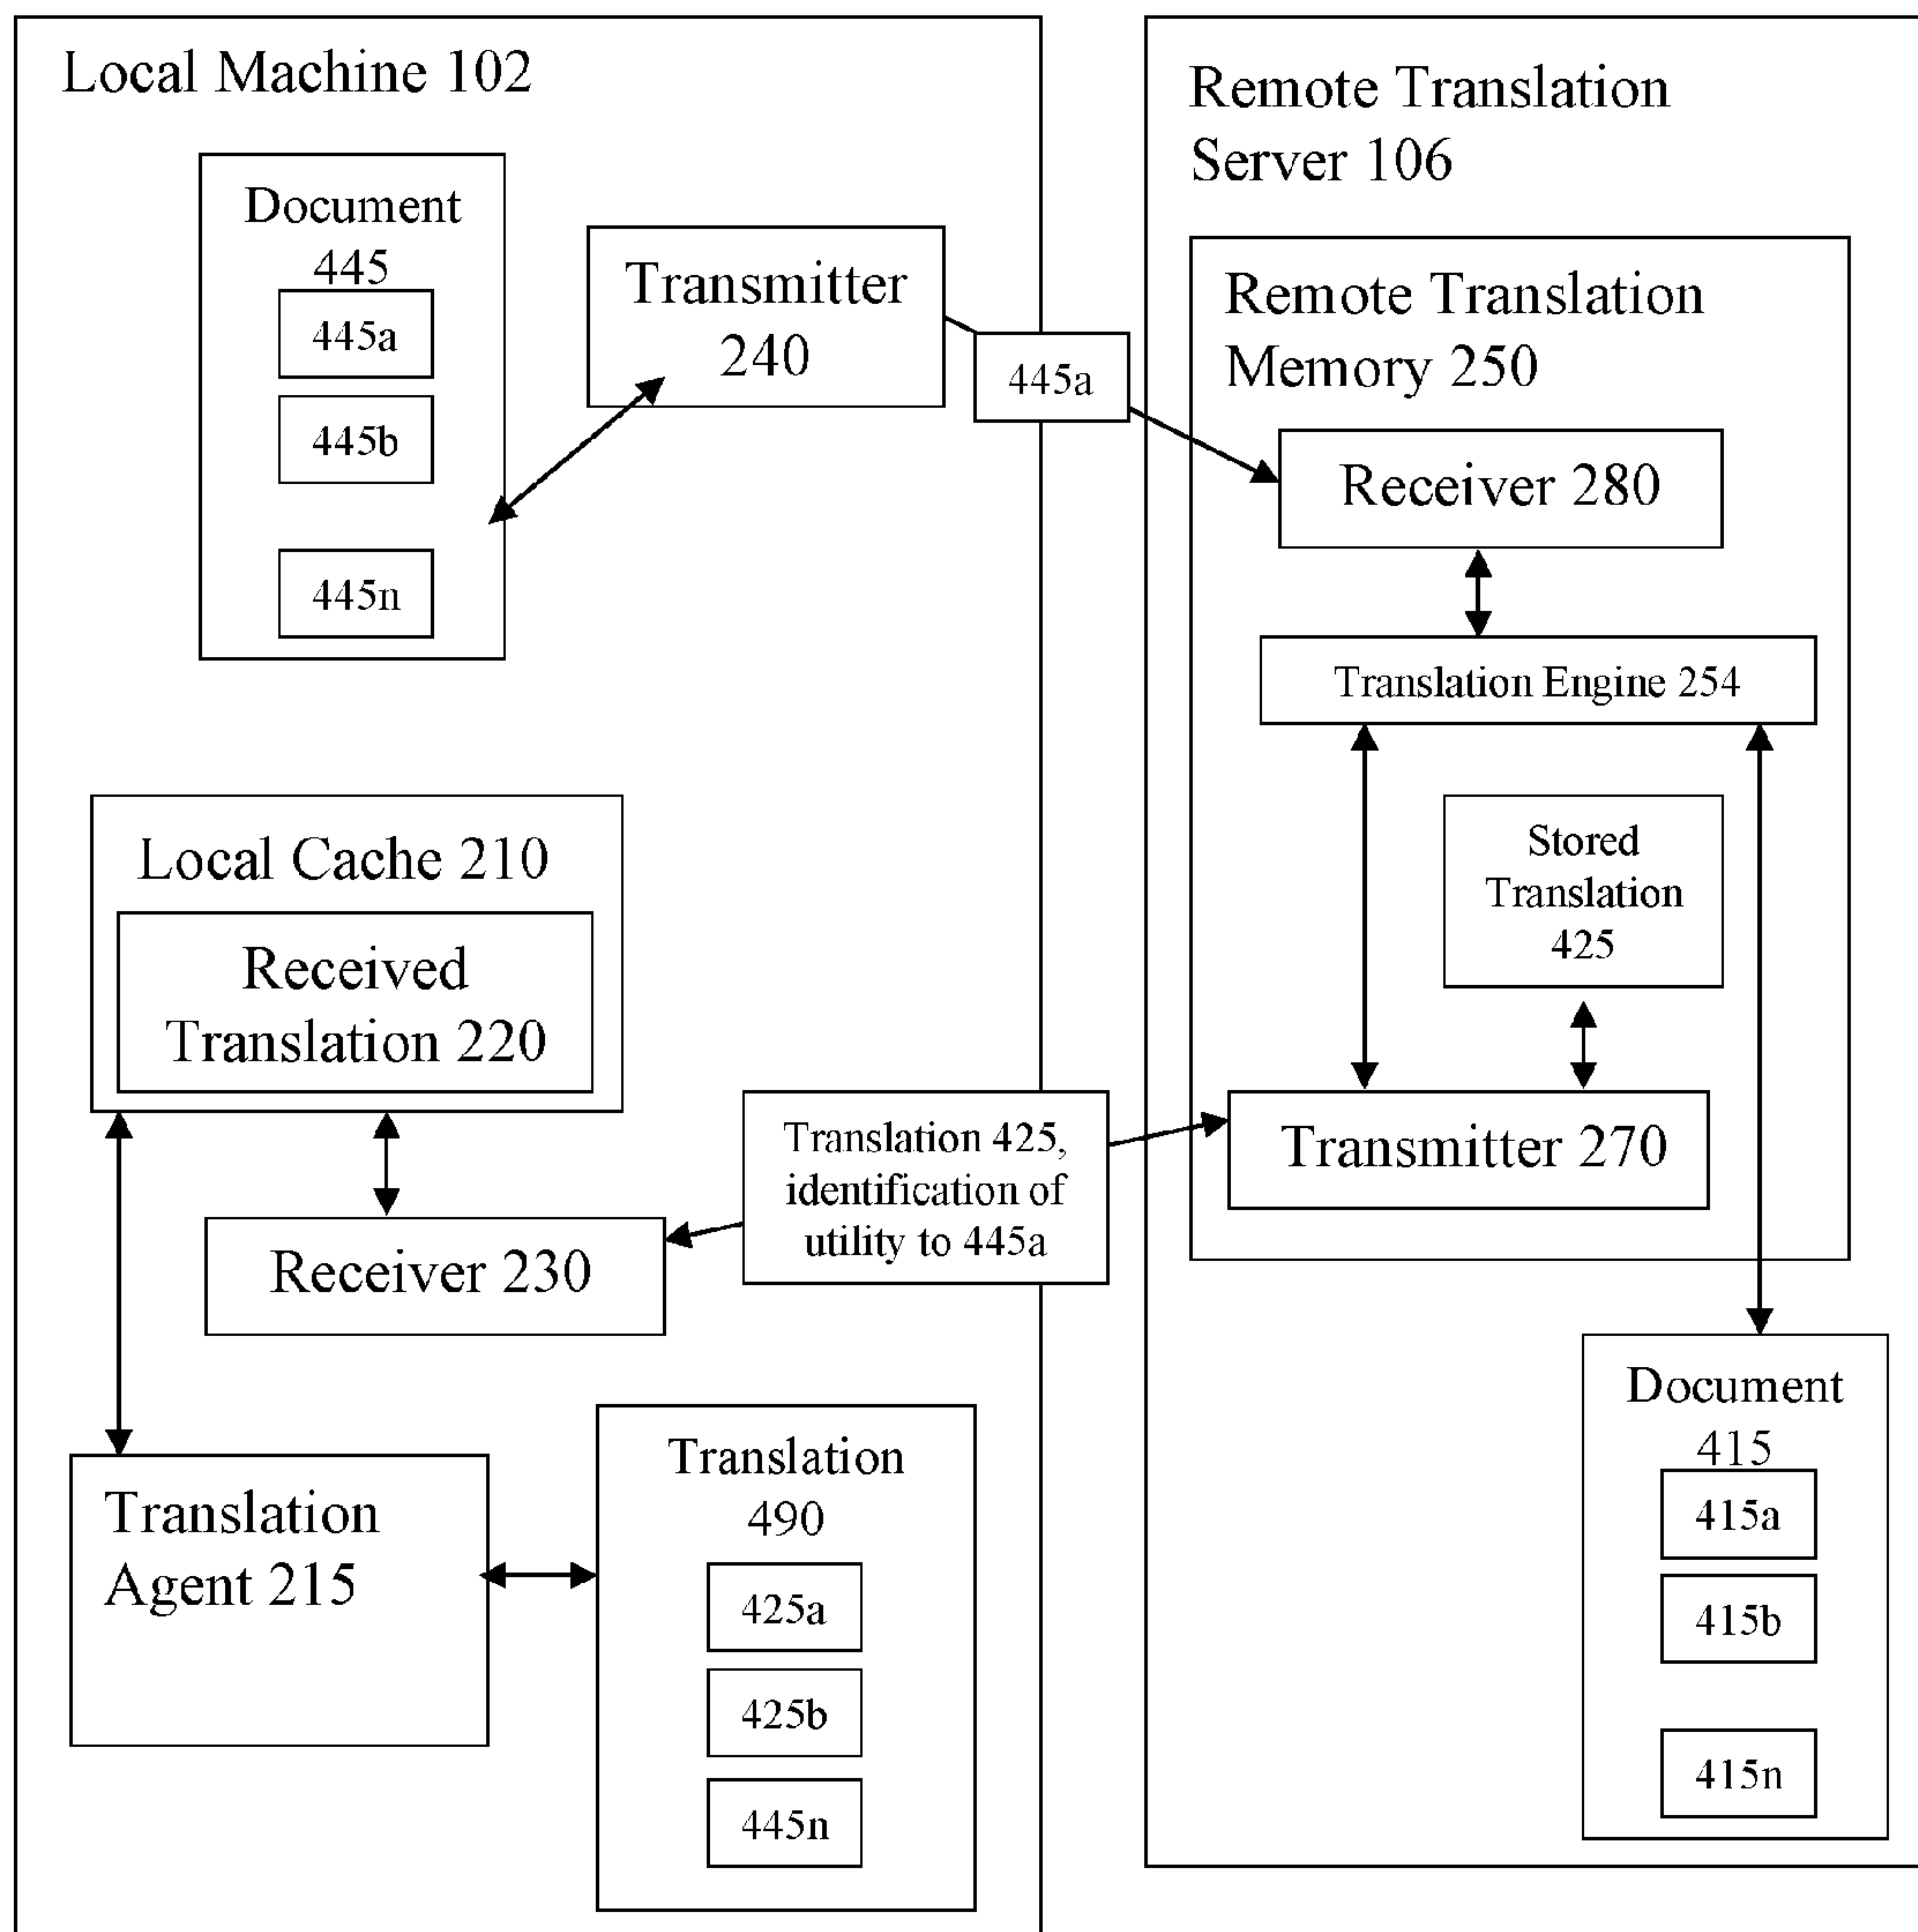 Local Machine 102
Document
445
445a
445b
445n
Transmitter
240
445a
Local Cache 210
Received
Translation 220
Receiver 230
Translation 425,
identification of
utility to 445a
Translation
Agent 215
Translation
490
425a
425b
445n
Remote Translation
Server 106
Remote Translation
Memory 250
Receiver 280
Translation Engine 254
Stored
Translation
425
Transmitter 270
Document
415
415a
415b
415n